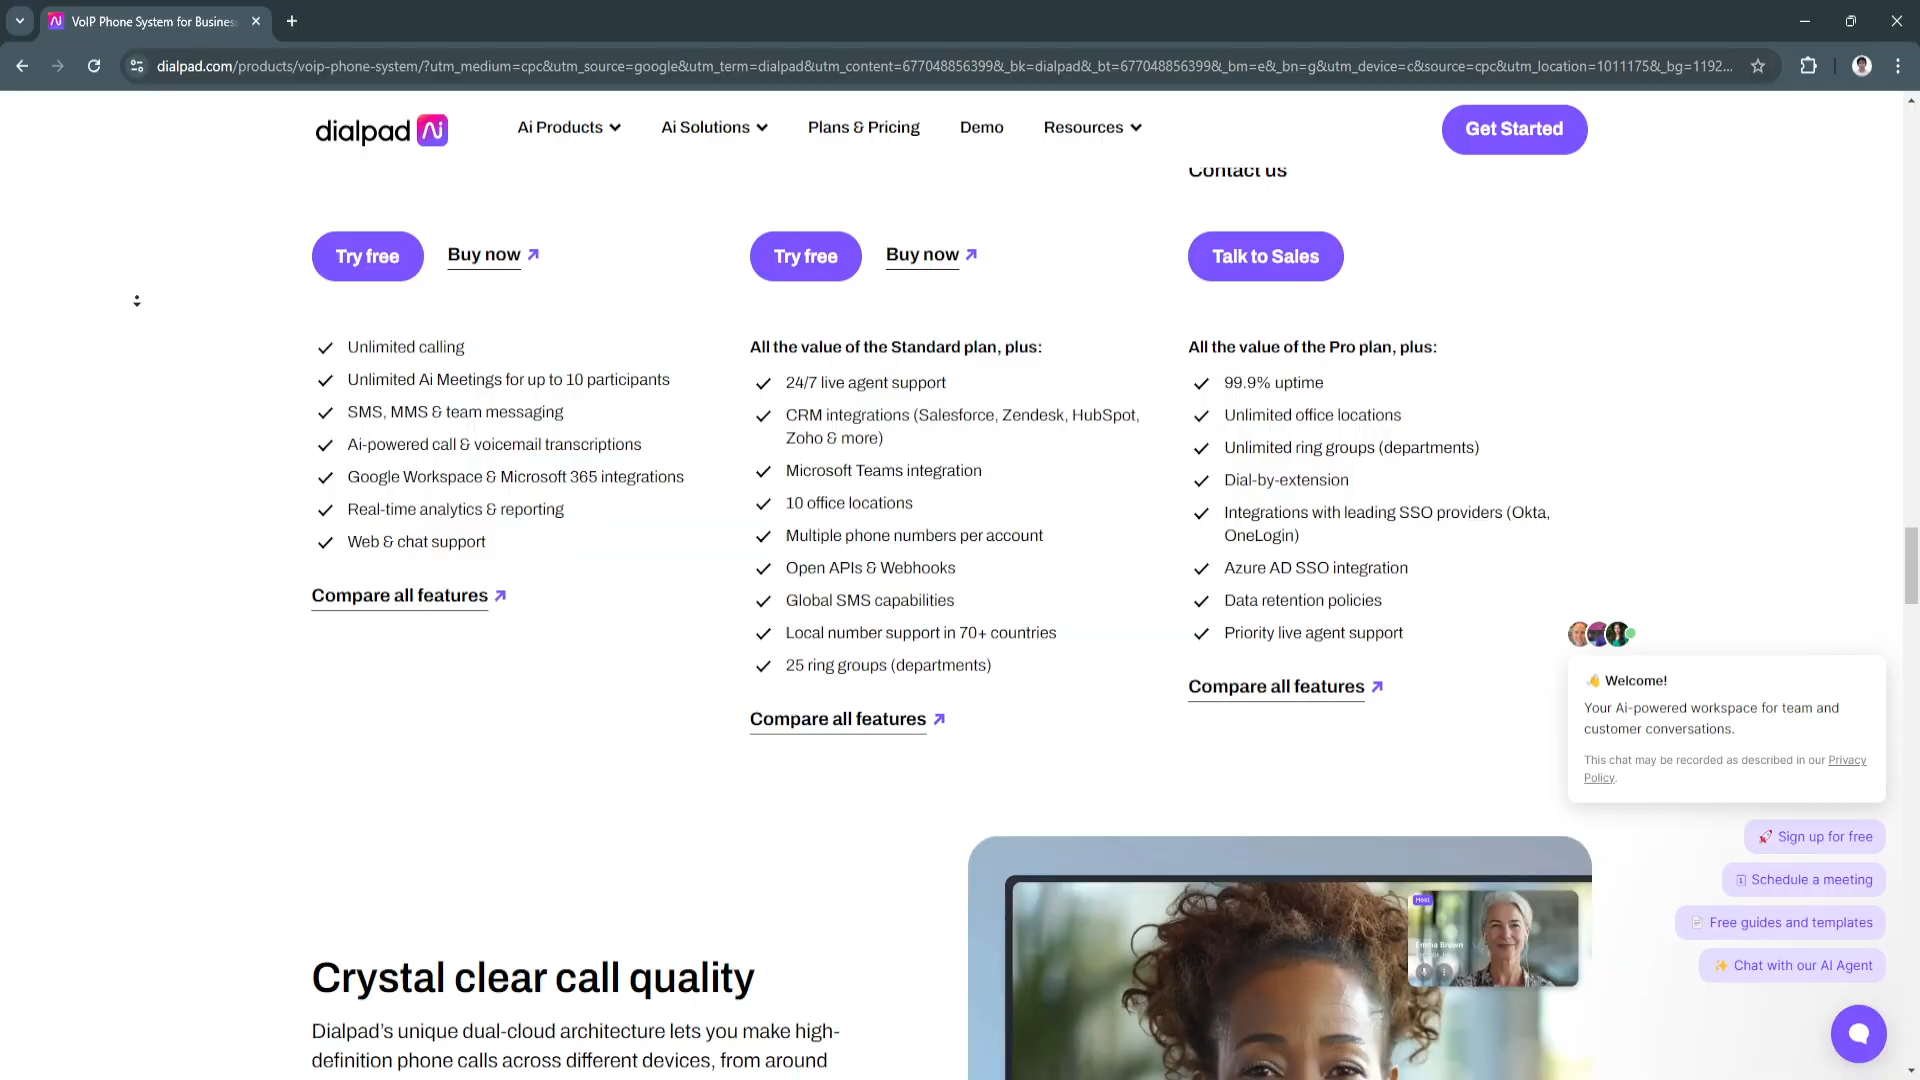 VoIP Phone System for Business
dialpad.com/products/voip-phone-system/?utm_medium=cpc&utm_source=google&utm_term=dialpad&utm_content=677048856399&_bk=dialpad&_bt=677048856399&_bm=e&_bn=g&utm_device=c&source=cpc&utm_location=1011175&_bg=1192...
dialpad Ai
Ai Products
Ai Solutions
Plans & Pricing
Demo
Resources
Get Started
Contact us
Try free
Buy now
Try free
Buy now
Talk to Sales
Unlimited calling
Unlimited Ai Meetings for up to 10 participants
SMS, MMS & team messaging
Ai-powered call & voicemail transcriptions
Google Workspace & Microsoft 365 integrations
Real-time analytics & reporting
Web & chat support
Compare all features
All the value of the Standard plan, plus:
24/7 live agent support
CRM integrations (Salesforce, Zendesk, HubSpot,
Zoho & more)
Microsoft Teams integration
10 office locations
Multiple phone numbers per account
Open APIs & Webhooks
Global SMS capabilities
Local number support in 70+ countries
25 ring groups (departments)
Compare all features
All the value of the Pro plan, plus:
99.9% uptime
Unlimited office locations
Unlimited ring groups (departments)
Dial-by-extension
Integrations with leading SSO providers (Okta,
OneLogin)
Azure AD SSO integration
Data retention policies
Priority live agent support
Compare all features
👋 Welcome!
Your Ai-powered workspace for team and
customer conversations.
This chat may be recorded as described in our Privacy
Policy.
🚀 Sign up for free
Schedule a meeting
Free guides and templates
✨ Chat with our AI Agent
Crystal clear call quality
Dialpad's unique dual-cloud architecture lets you make high-
definition phone calls across different devices, from around
Host
Emma Brown